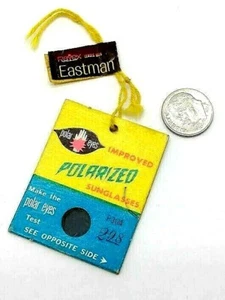 Eastman
polar eyes
IMPROVED
POLARIZED
SUNGLASSES
Make the
polar eyes
Test
SEE OPPOSITE SIDE →